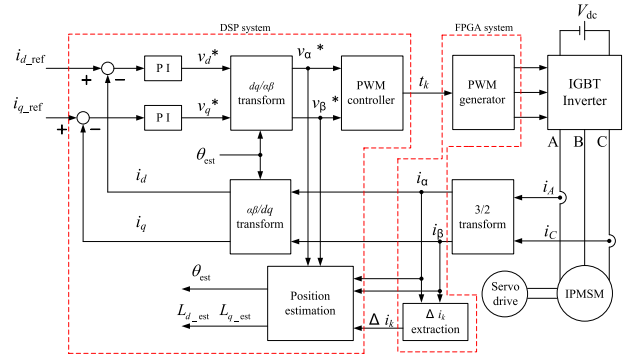 DSP system
FPGA system
V_dc
i_d_ref
+
−
P I
v_d*
dq/αβ transform
v_α*
PWM controller
t_k
PWM generator
IGBT Inverter
i_q_ref
+
−
P I
v_q*
v_β*
A B C
θ_est
i_d
αβ/dq transform
i_α
3/2 transform
i_A
i_q
i_β
i_C
θ_est
Position estimation
L_d_est L_q_est
Δ i_k
Δ i_k extraction
Servo drive
IPMSM